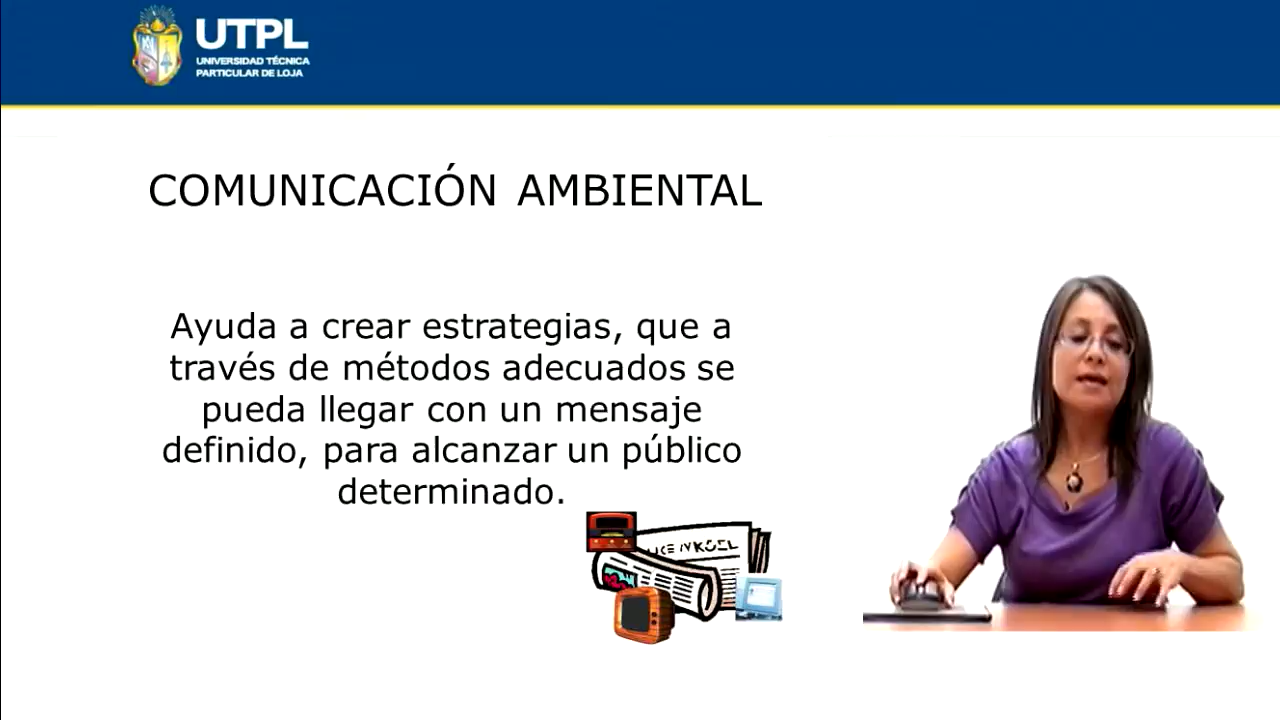 UTPL
UNIVERSIDAD TÉCNICA
PARTICULAR DE LOJA
COMUNICACIÓN AMBIENTAL
Ayuda a crear estrategias, que a
través de métodos adecuados se
pueda llegar con un mensaje
definido, para alcanzar un público
determinado.